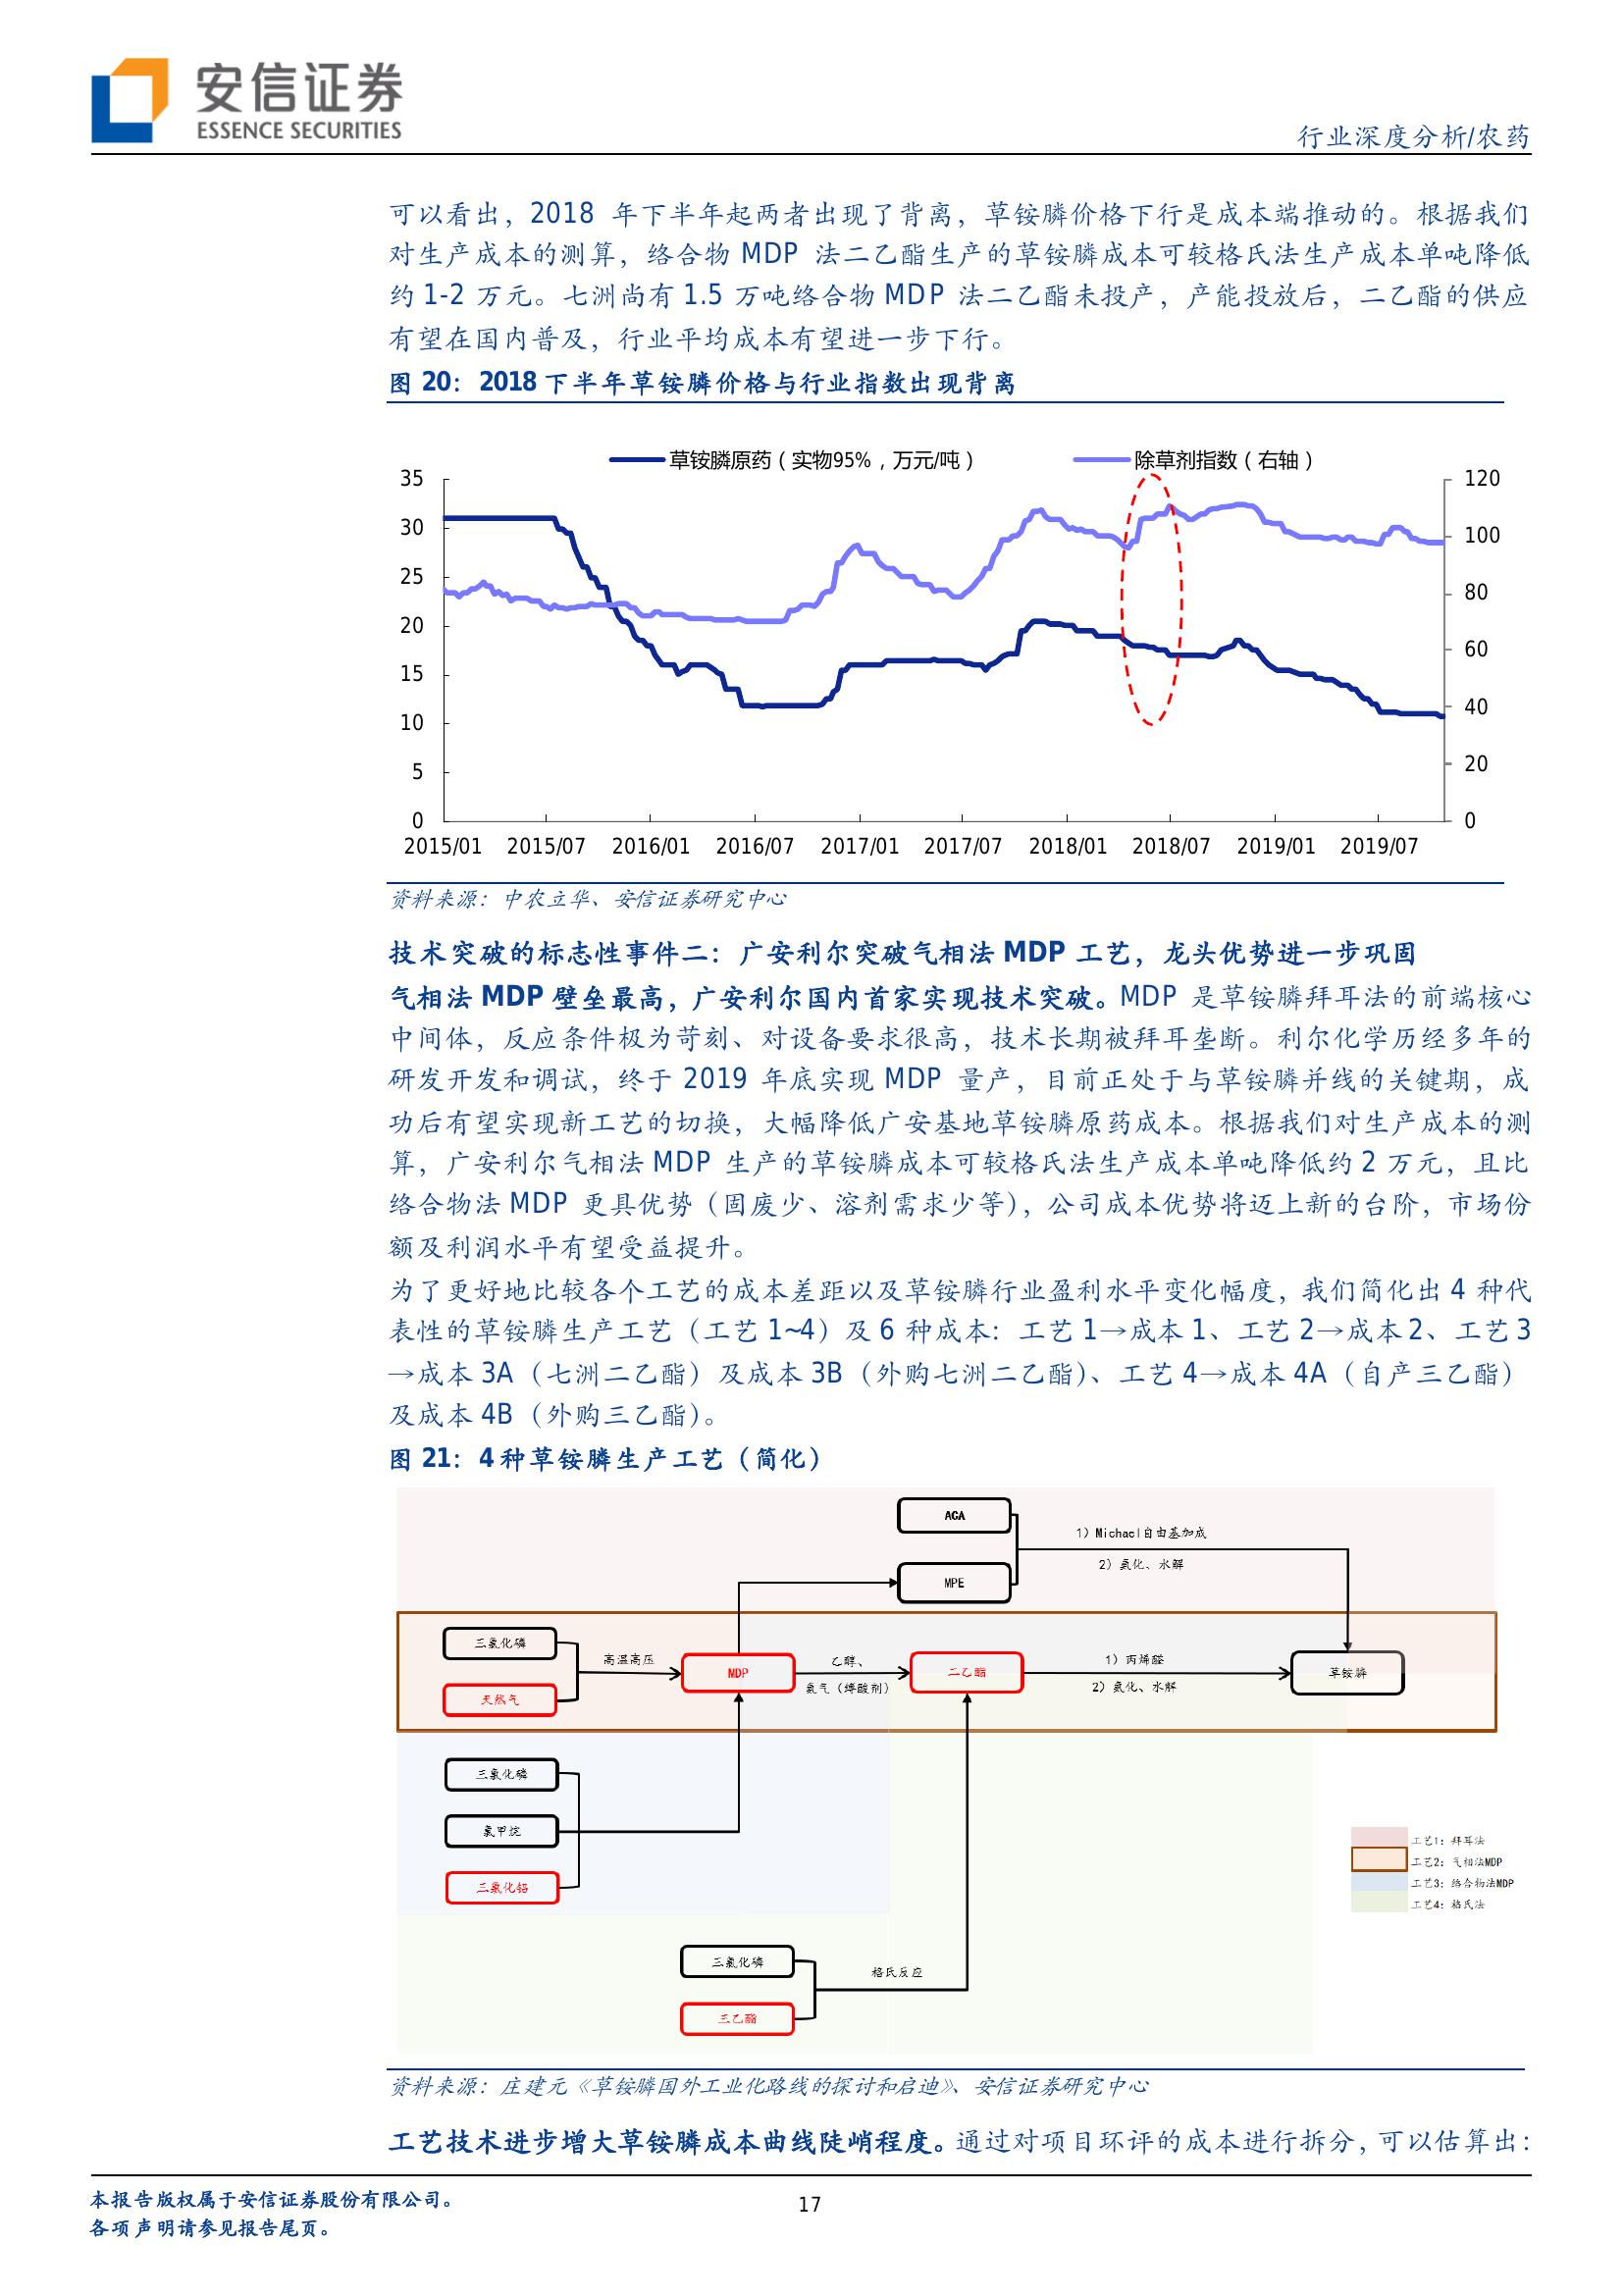 安信证券
ESSENCE SECURITIES
行业深度分析/农药
可以看出，2018 年下半年起两者出现了背离，草铵膦价格下行是成本端推动的。根据我们
对生产成本的测算，络合物 MDP 法二乙酯生产的草铵膦成本可较格氏法生产成本单吨降低
约 1-2 万元。七洲尚有 1.5 万吨络合物 MDP 法二乙酯未投产，产能投放后，二乙酯的供应
有望在国内普及，行业平均成本有望进一步下行。
图 20：2018 下半年草铵膦价格与行业指数出现背离
草铵膦原药（实物95%，万元/吨）
除草剂指数（右轴）
35
30
25
20
15
10
5
0
120
100
80
60
40
20
0
2015/01 2015/07 2016/01 2016/07 2017/01 2017/07 2018/01 2018/07 2019/01 2019/07
资料来源：中农立华、安信证券研究中心
技术突破的标志性事件二：广安利尔突破气相法 MDP 工艺，龙头优势进一步巩固
气相法 MDP 壁垒最高，广安利尔国内首家实现技术突破。MDP 是草铵膦拜耳法的前端核心
中间体，反应条件极为苛刻、对设备要求很高，技术长期被拜耳垄断。利尔化学历经多年的
研发开发和调试，终于 2019 年底实现 MDP 量产，目前正处于与草铵膦并线的关键期，成
功后有望实现新工艺的切换，大幅降低广安基地草铵膦原药成本。根据我们对生产成本的测
算，广安利尔气相法 MDP 生产的草铵膦成本可较格氏法生产成本单吨降低约 2 万元，且比
络合物法 MDP 更具优势（固废少、溶剂需求少等），公司成本优势将迈上新的台阶，市场份
额及利润水平有望受益提升。
为了更好地比较各个工艺的成本差距以及草铵膦行业盈利水平变化幅度，我们简化出 4 种代
表性的草铵膦生产工艺（工艺 1~4）及 6 种成本：工艺 1→成本 1、工艺 2→成本 2、工艺 3
→成本 3A（七洲二乙酯）及成本 3B（外购七洲二乙酯）、工艺 4→成本 4A（自产三乙酯）
及成本 4B（外购三乙酯）。
图 21：4 种草铵膦生产工艺（简化）
ACA
1）Michael自由基加成
2）氨化、水解
MPE
三氯化磷
高温高压
MDP
乙醇、
氨气（缚酸剂）
二乙酯
1）丙烯醛
2）氨化、水解
草铵膦
天然气
三氯化磷
氯甲烷
三氯化铝
工艺1：拜耳法
工艺2：气相法MDP
工艺3：络合物法MDP
工艺4：格氏法
三氯化磷
格氏反应
三乙酯
资料来源：庄建元《草铵膦国外工业化路线的探讨和启迪》、安信证券研究中心
工艺技术进步增大草铵膦成本曲线陡峭程度。通过对项目环评的成本进行拆分，可以估算出：
本报告版权属于安信证券股份有限公司。
17
各项声明请参见报告尾页。